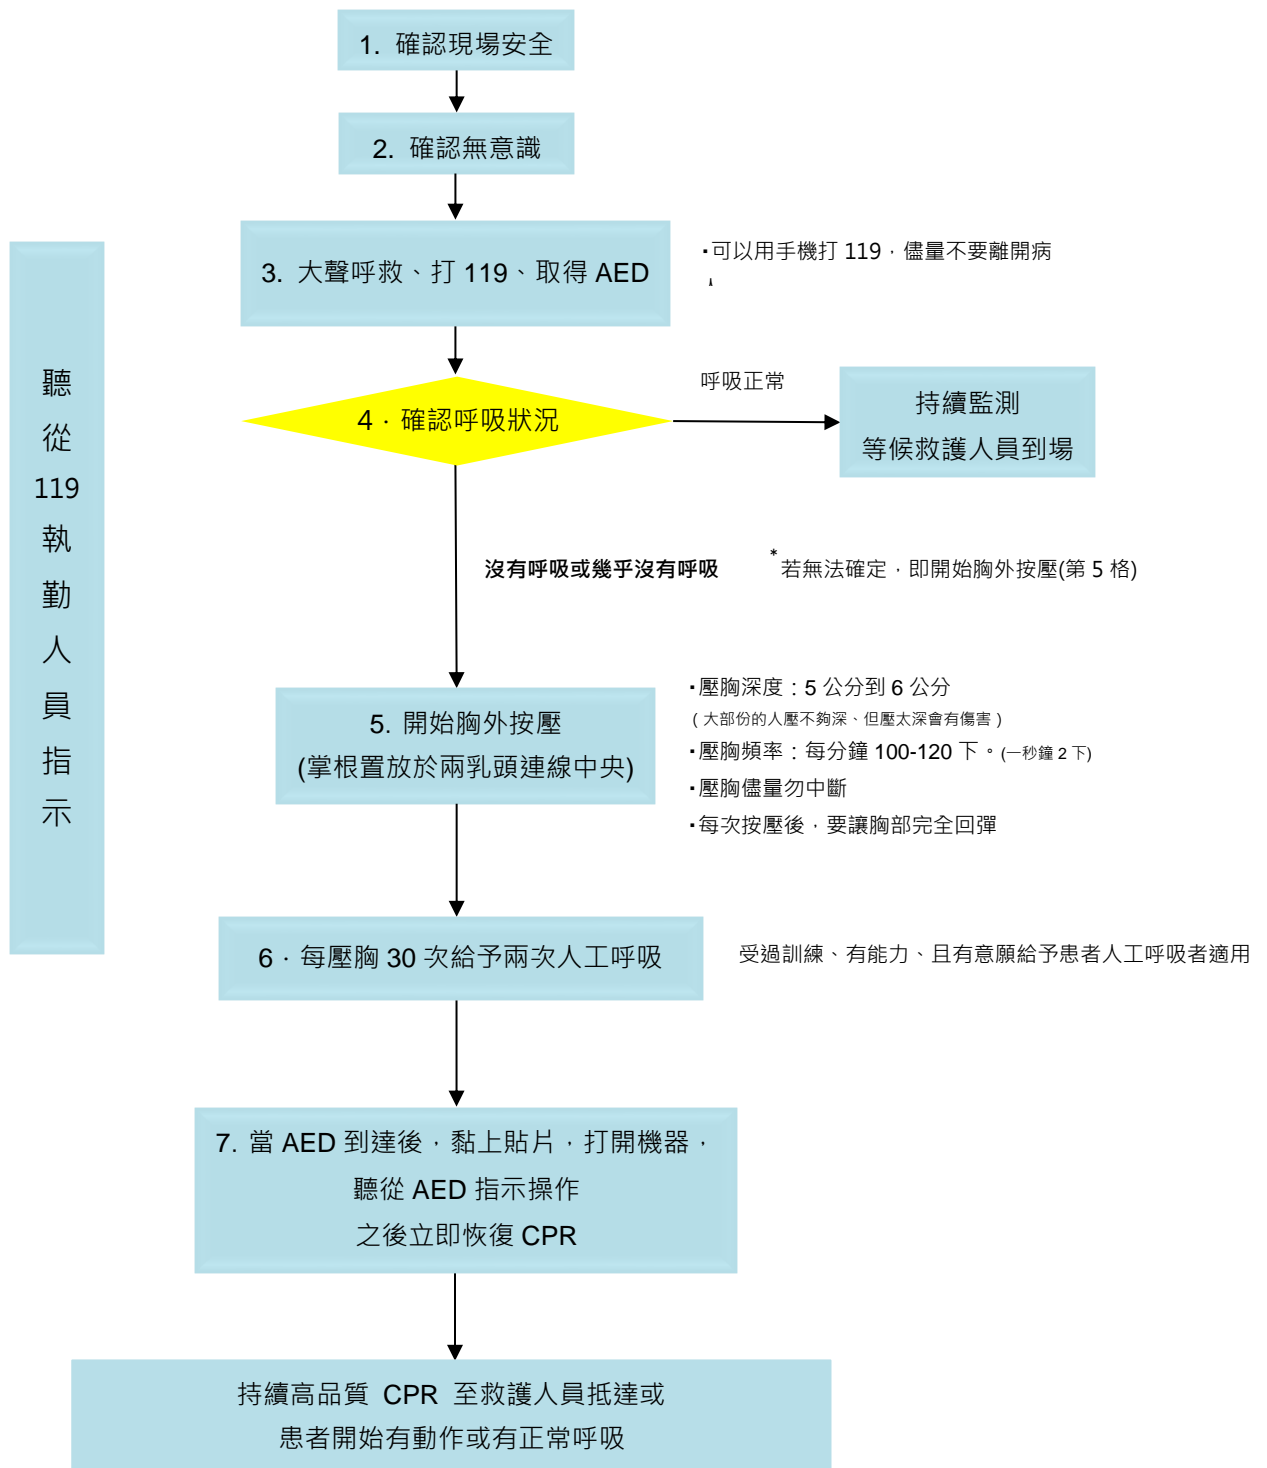 1. 確認現場安全
2. 確認無意識
3. 大聲呼救、打 119、取得 AED
‧可以用手機打 119，儘量不要離開病
4．確認呼吸狀況
呼吸正常
持續監測
等候救護人員到場
沒有呼吸或幾乎沒有呼吸
*若無法確定，即開始胸外按壓(第 5 格)
5. 開始胸外按壓
(掌根置放於兩乳頭連線中央)
‧壓胸深度：5 公分到 6 公分
（大部份的人壓不夠深、但壓太深會有傷害）
‧壓胸頻率：每分鐘 100-120 下。(一秒鐘 2 下)
‧壓胸儘量勿中斷
‧每次按壓後，要讓胸部完全回彈
6．每壓胸 30 次給予兩次人工呼吸
受過訓練、有能力、且有意願給予患者人工呼吸者適用
7. 當 AED 到達後，黏上貼片，打開機器，
聽從 AED 指示操作
之後立即恢復 CPR
持續高品質 CPR 至救護人員抵達或
患者開始有動作或有正常呼吸
聽
從
119
執
勤
人
員
指
示